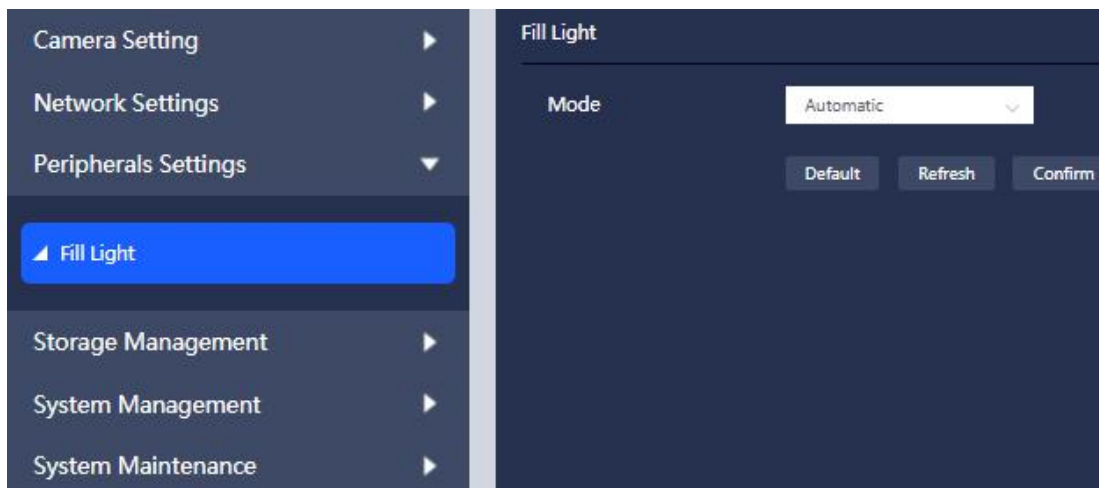 Camera Setting
Network Settings
Peripherals Settings
Fill Light
Storage Management
System Management
System Maintenance
Fill Light
Mode
Automatic
Default
Refresh
Confirm